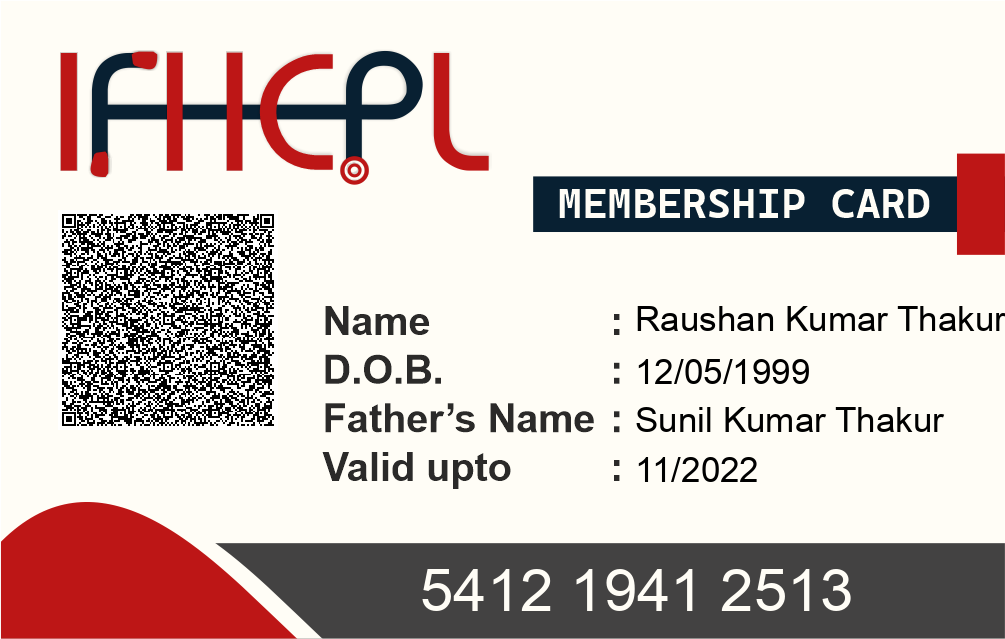 IFHCPL
MEMBERSHIP CARD
Name : Raushan Kumar Thakur
D.O.B. : 12/05/1999
Father’s Name : Sunil Kumar Thakur
Valid upto : 11/2022
5412 1941 2513